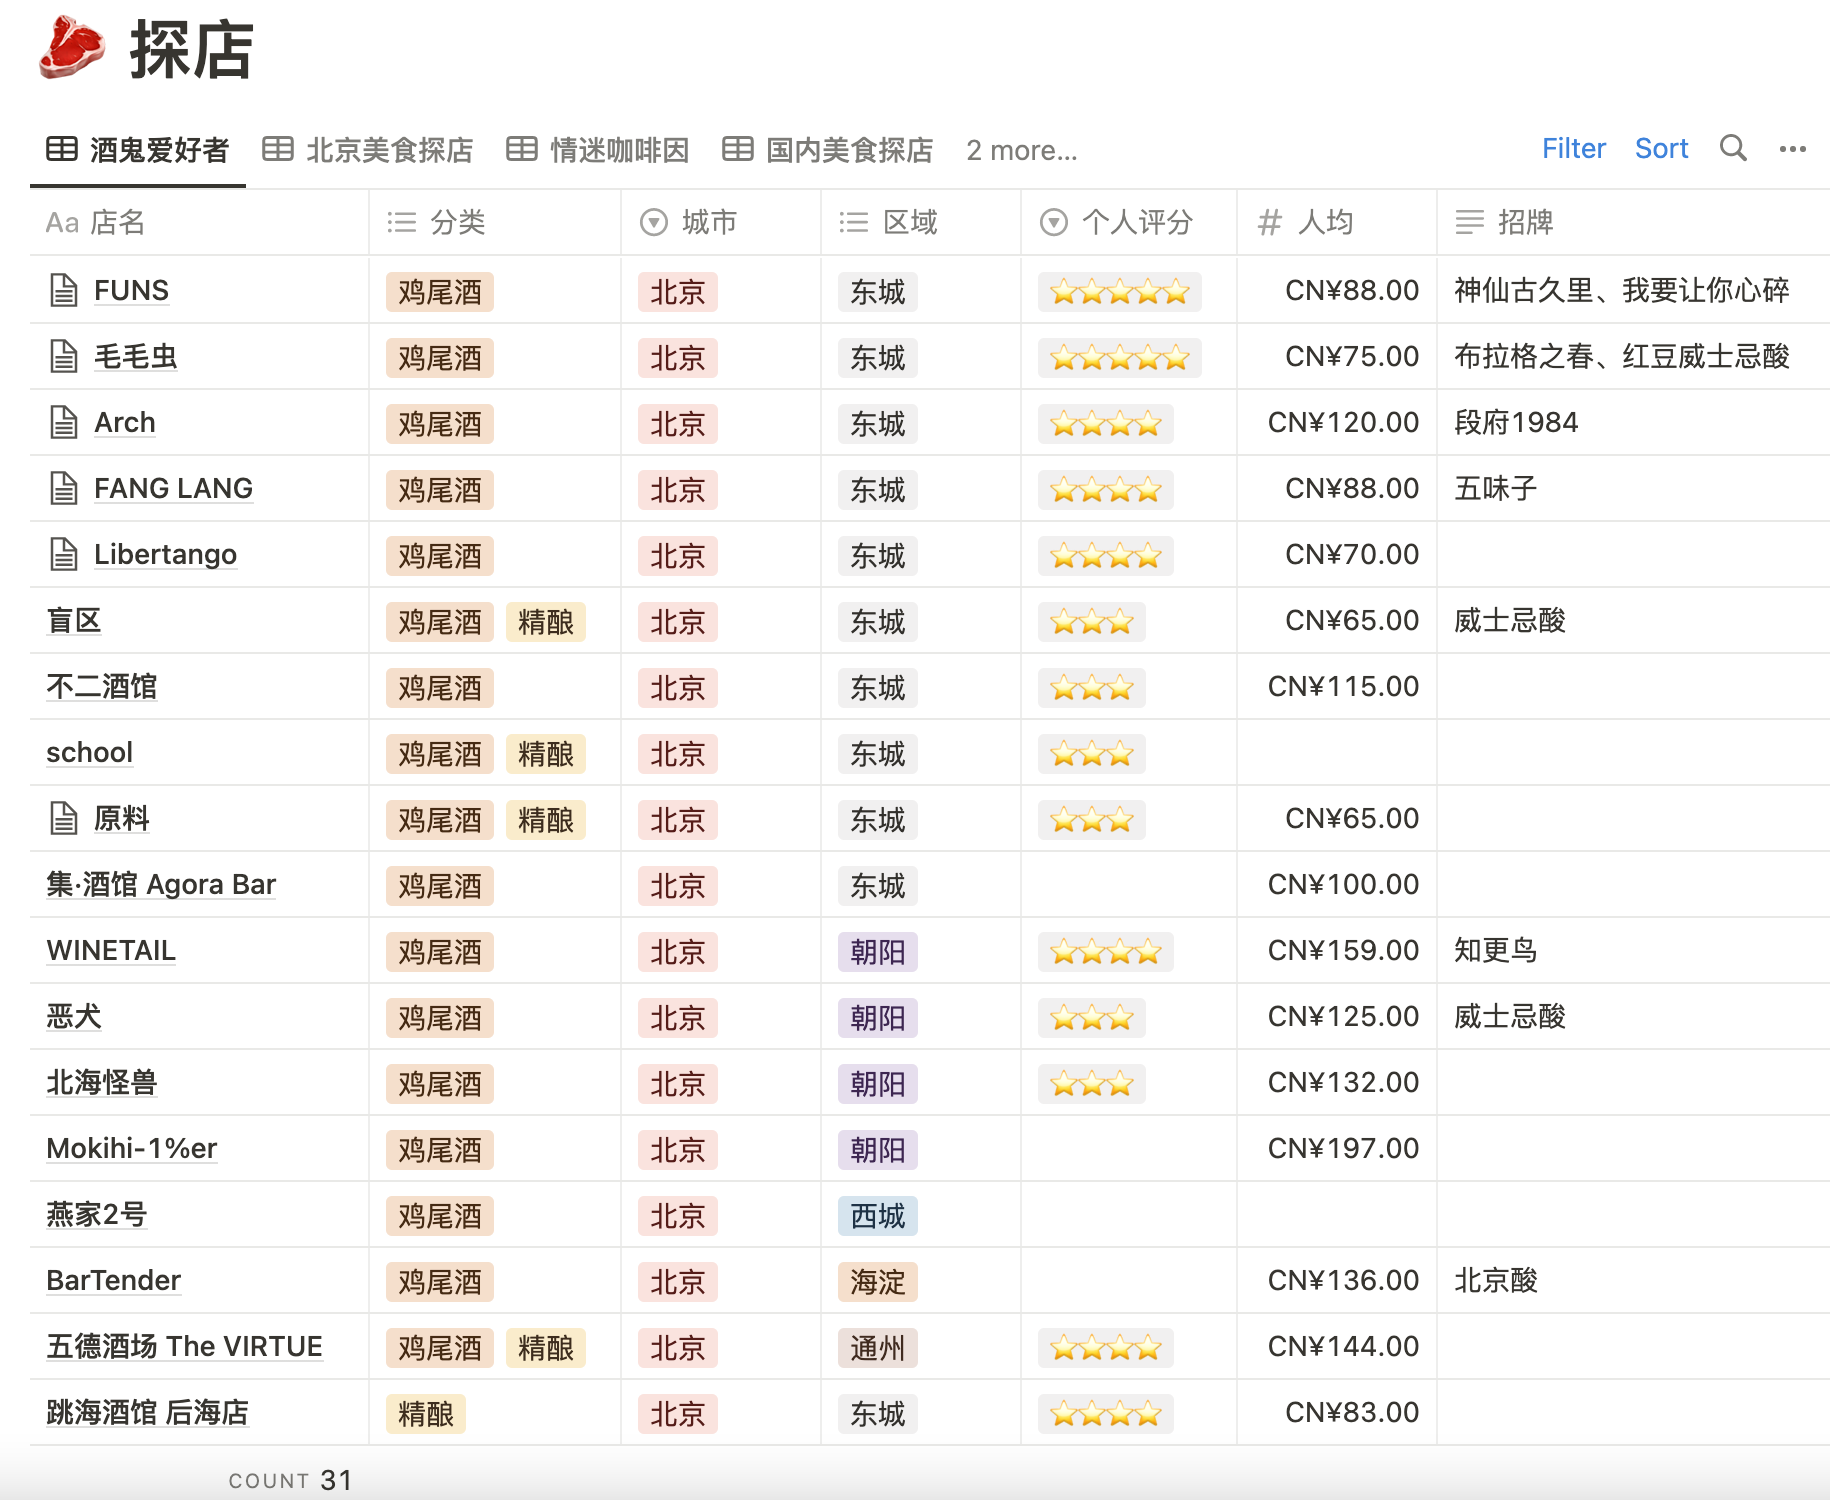 探店
酒鬼爱好者 北京美食探店 情迷咖啡因 国内美食探店 2 more... Filter Sort
Aa 店名 分类 城市 区域 个人评分 # 人均 招牌
FUNS 鸡尾酒 北京 东城 ⭐⭐⭐⭐⭐ CN¥88.00 神仙古久里、我要让你心碎
毛毛虫 鸡尾酒 北京 东城 ⭐⭐⭐⭐⭐ CN¥75.00 布拉格之春、红豆威士忌酸
Arch 鸡尾酒 北京 东城 ⭐⭐⭐⭐ CN¥120.00 段府1984
FANG LANG 鸡尾酒 北京 东城 ⭐⭐⭐⭐ CN¥88.00 五味子
Libertango 鸡尾酒 北京 东城 ⭐⭐⭐⭐ CN¥70.00
盲区 鸡尾酒 精酿 北京 东城 ⭐⭐⭐ CN¥65.00 威士忌酸
不二酒馆 鸡尾酒 北京 东城 ⭐⭐⭐ CN¥115.00
school 鸡尾酒 精酿 北京 东城 ⭐⭐⭐
原料 鸡尾酒 精酿 北京 东城 ⭐⭐⭐ CN¥65.00
集·酒馆 Agora Bar 鸡尾酒 北京 东城 CN¥100.00
WINETAIL 鸡尾酒 北京 朝阳 ⭐⭐⭐⭐ CN¥159.00 知更鸟
恶犬 鸡尾酒 北京 朝阳 ⭐⭐⭐ CN¥125.00 威士忌酸
北海怪兽 鸡尾酒 北京 朝阳 ⭐⭐⭐ CN¥132.00
Mokihi-1%er 鸡尾酒 北京 朝阳 CN¥197.00
燕家2号 鸡尾酒 北京 西城
BarTender 鸡尾酒 北京 海淀 CN¥136.00 北京酸
五德酒场 The VIRTUE 鸡尾酒 精酿 北京 通州 ⭐⭐⭐⭐ CN¥144.00
跳海酒馆 后海店 精酿 北京 东城 ⭐⭐⭐⭐ CN¥83.00
COUNT 31